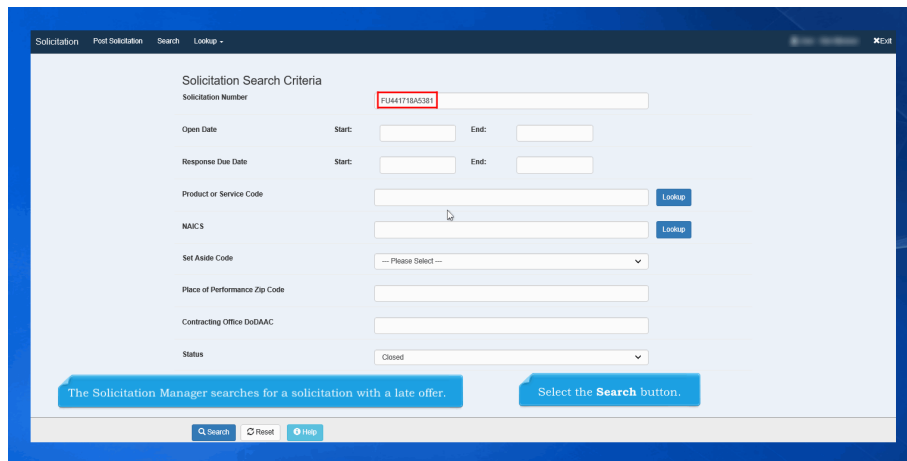 Solicitation Post Solicitation Search Lookup Exit
Solicitation Search Criteria
Solicitation Number FU441718A5381
Open Date Start: End:
Response Due Date Start: End:
Product or Service Code Lookup
NAICS Lookup
Set Aside Code --- Please Select ---
Place of Performance Zip Code
Contracting Office DoDAAC
Status Closed
The Solicitation Manager searches for a solicitation with a late offer. Select the Search button.
Search Reset Help